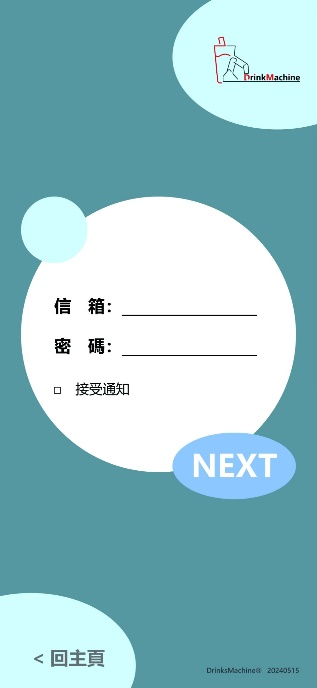 DrinkMachine
信 箱：
密 碼：
□ 接受通知
NEXT
< 回主頁
DrinksMachine® 20240515